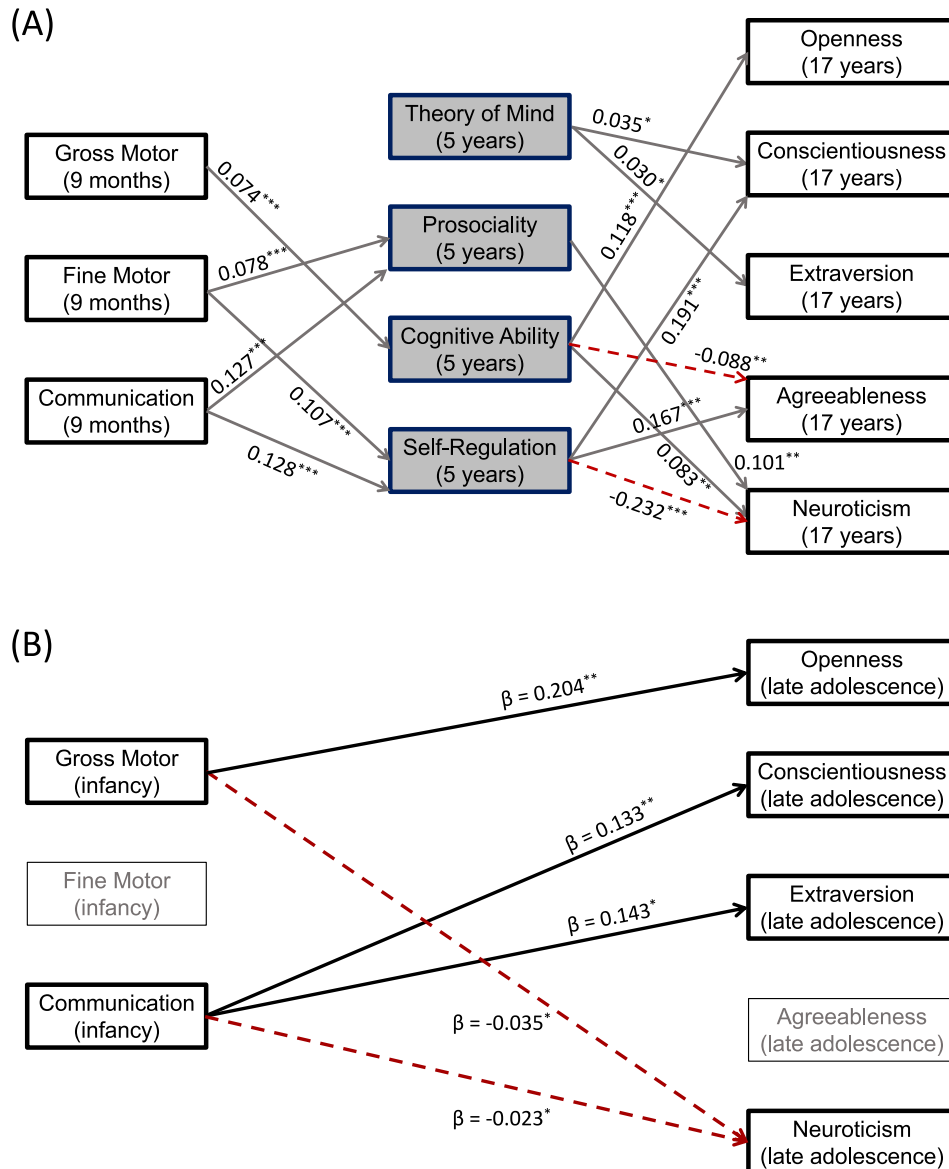 (A)
Openness
(17 years)
Theory of Mind
(5 years)
0.035*
Gross Motor
(9 months)
Conscientiousness
(17 years)
0.074***
0.030*
0.118***
Prosociality
(5 years)
0.078***
Fine Motor
(9 months)
Extraversion
(17 years)
0.191***
Cognitive Ability
(5 years)
-0.088**
0.127***
Communication
(9 months)
Agreeableness
(17 years)
0.107***
0.167***
Self-Regulation
(5 years)
0.128***
0.083**
0.101**
-0.232***
Neuroticism
(17 years)
(B)
Openness
(late adolescence)
β = 0.204**
Gross Motor
(infancy)
Conscientiousness
(late adolescence)
β = 0.133**
Fine Motor
(infancy)
Extraversion
(late adolescence)
β = 0.143*
Communication
(infancy)
β = -0.035*
Agreeableness
(late adolescence)
β = -0.023*
Neuroticism
(late adolescence)